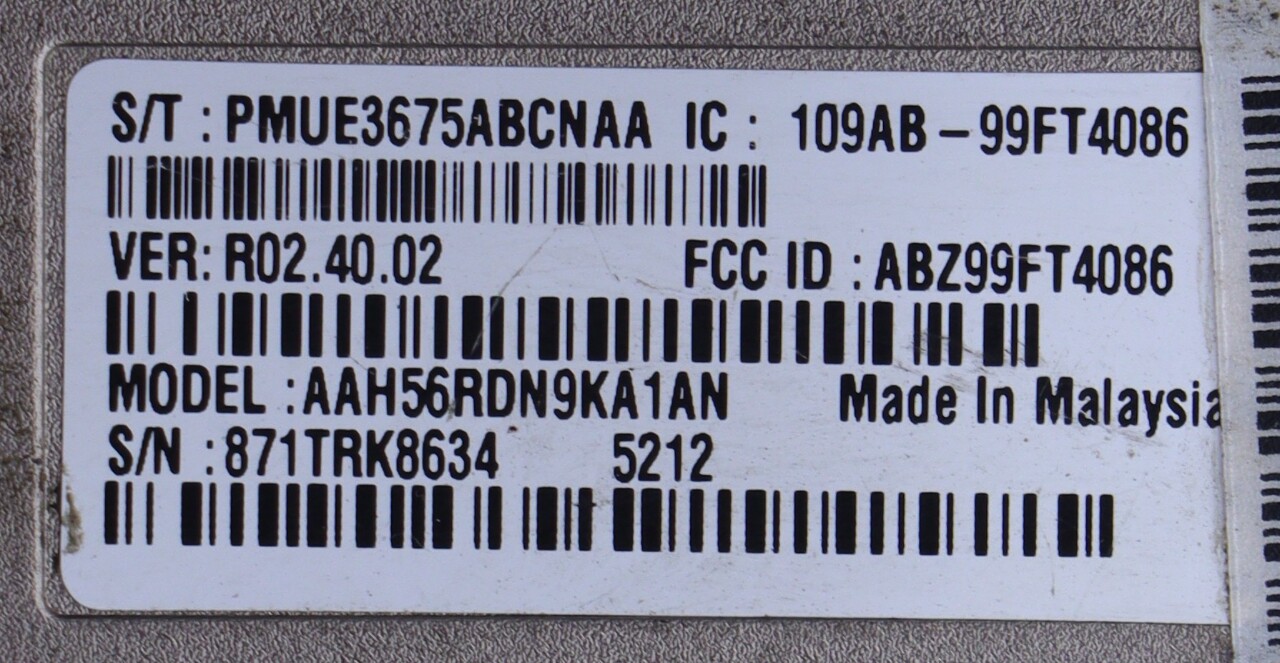 S/T : PMUE3675ABCNAA IC : 109AB-99FT4086
VER: R02.40.02 FCC ID : ABZ99FT4086
MODEL :AAH56RDN9KA1AN Made In Malaysia
S/N : 871TRK8634 5212